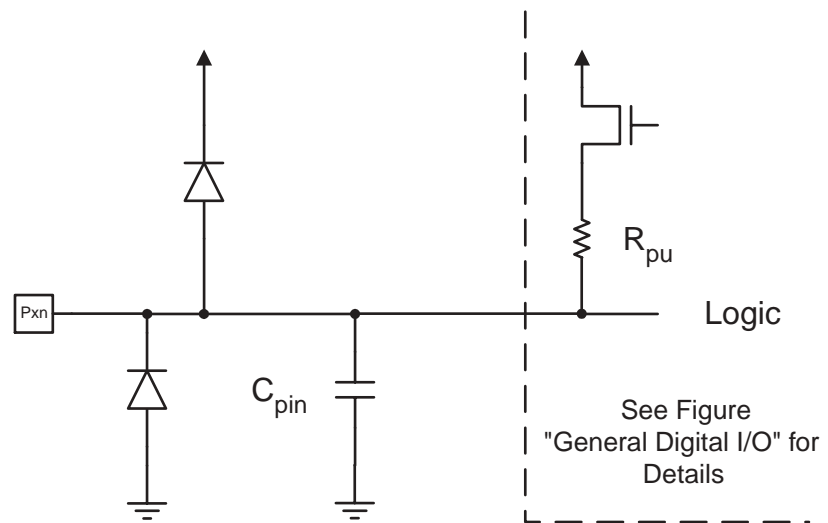 R_pu
Pxn
Logic
C_pin
See Figure
"General Digital I/O" for
Details